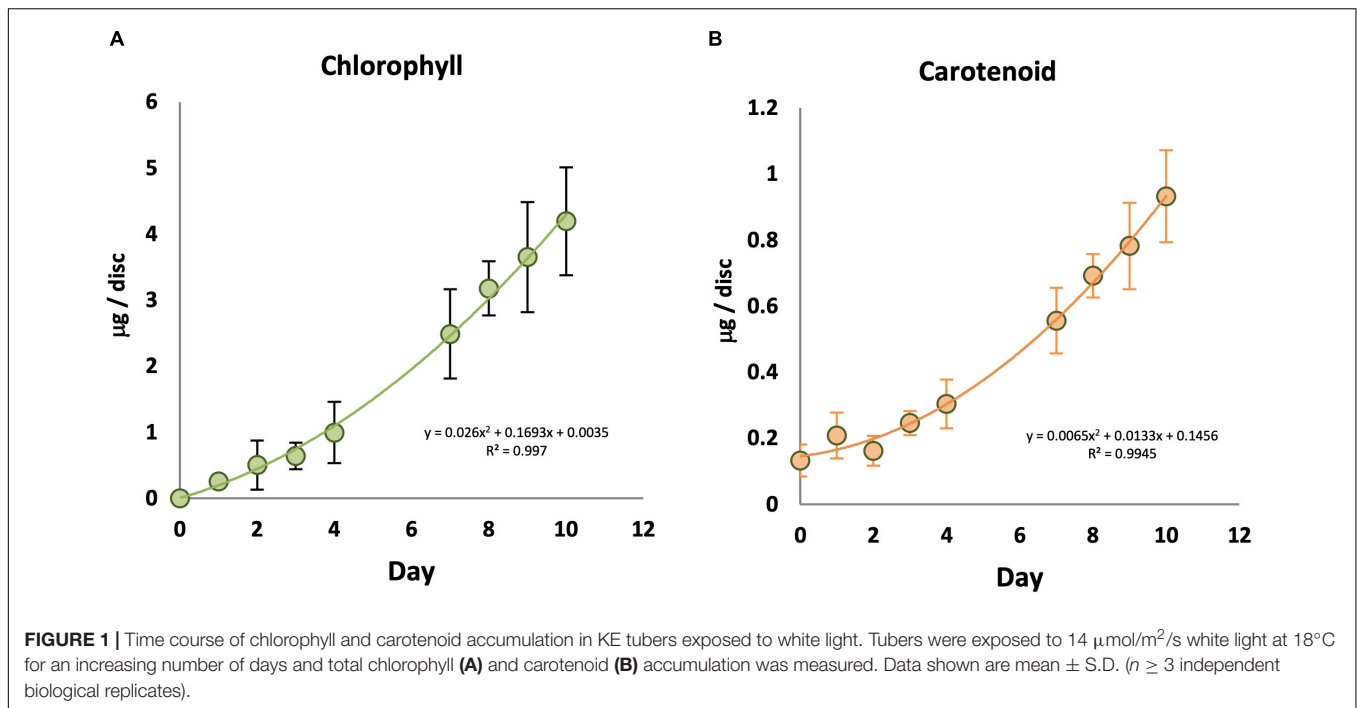 A
Chlorophyll
6
5
4
3
2
1
0
µg / disc
y = 0.026x² + 0.1693x + 0.0035
R² = 0.997
0 2 4 6 8 10 12
Day
B
Carotenoid
1.2
1
0.8
0.6
0.4
0.2
0
µg / disc
y = 0.0065x² + 0.0133x + 0.1456
R² = 0.9945
0 2 4 6 8 10 12
Day
FIGURE 1 | Time course of chlorophyll and carotenoid accumulation in KE tubers exposed to white light. Tubers were exposed to 14 µmol/m²/s white light at 18°C
for an increasing number of days and total chlorophyll (A) and carotenoid (B) accumulation was measured. Data shown are mean ± S.D. (n ≥ 3 independent
biological replicates).